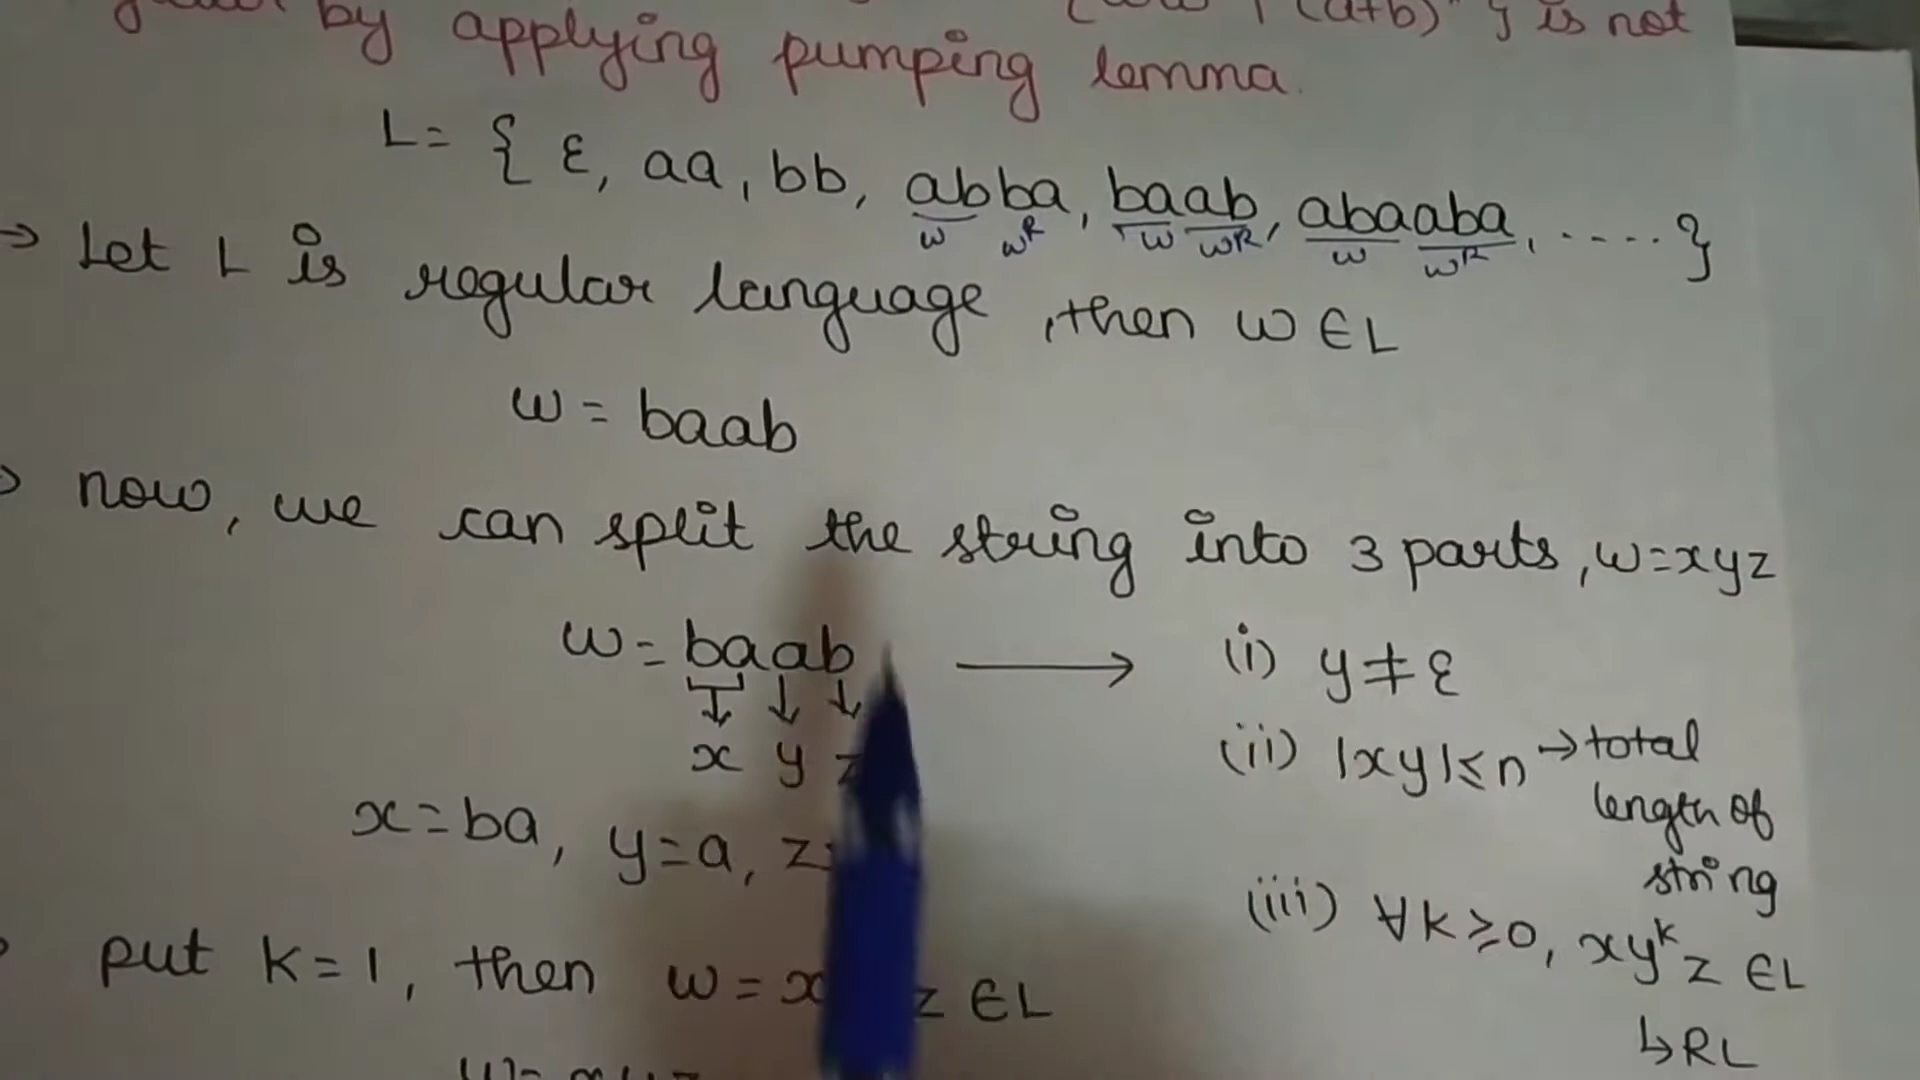 by applying pumping lemma.
(a+b)* } is not
L = { ε, aa, bb, abba, baab, abaaba, ..... }
w wᴿ w wᴿ w wᴿ
→ Let L is regular language, then w ∈ L
w = baab
now, we can split the string into 3 parts, w=xyz
w = baab → (i) y ≠ ε
x y z
(ii) |xy| ≤ n → total length of string
x = ba, y = a, z
(iii) ∀k ≥ 0, xyᵏz ∈ L
↳ RL
put k = 1, then w = x z ∈ L